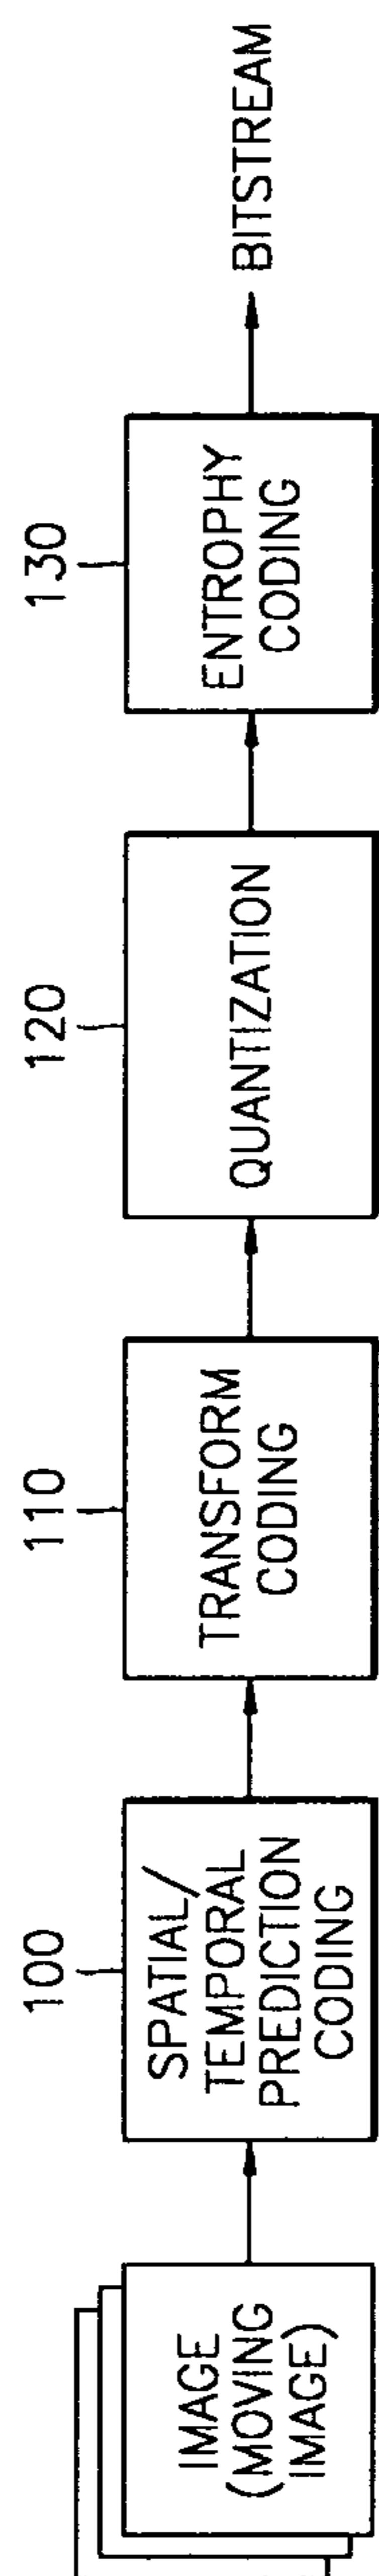 IMAGE
(MOVING
IMAGE)
100
SPATIAL/
TEMPORAL
PREDICTION
CODING
110
TRANSFORM
CODING
120
QUANTIZATION
130
ENTROPHY
CODING
BITSTREAM